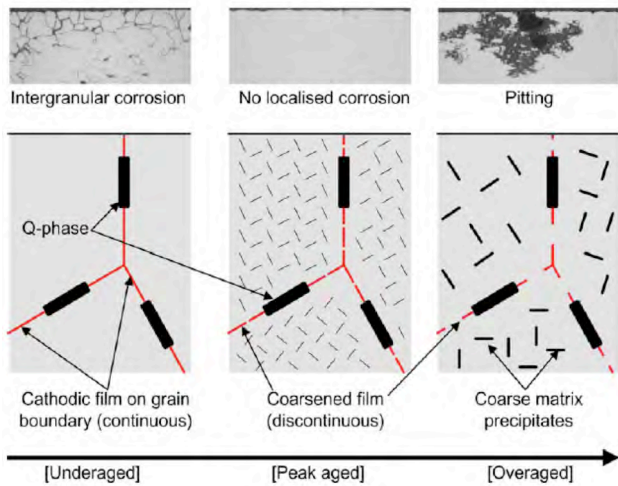 Intergranular corrosion
No localised corrosion
Pitting
Q-phase
Cathodic film on grain
boundary (continuous)
Coarsened film
(discontinuous)
Coarse matrix
precipitates
[Underaged]
[Peak aged]
[Overaged]